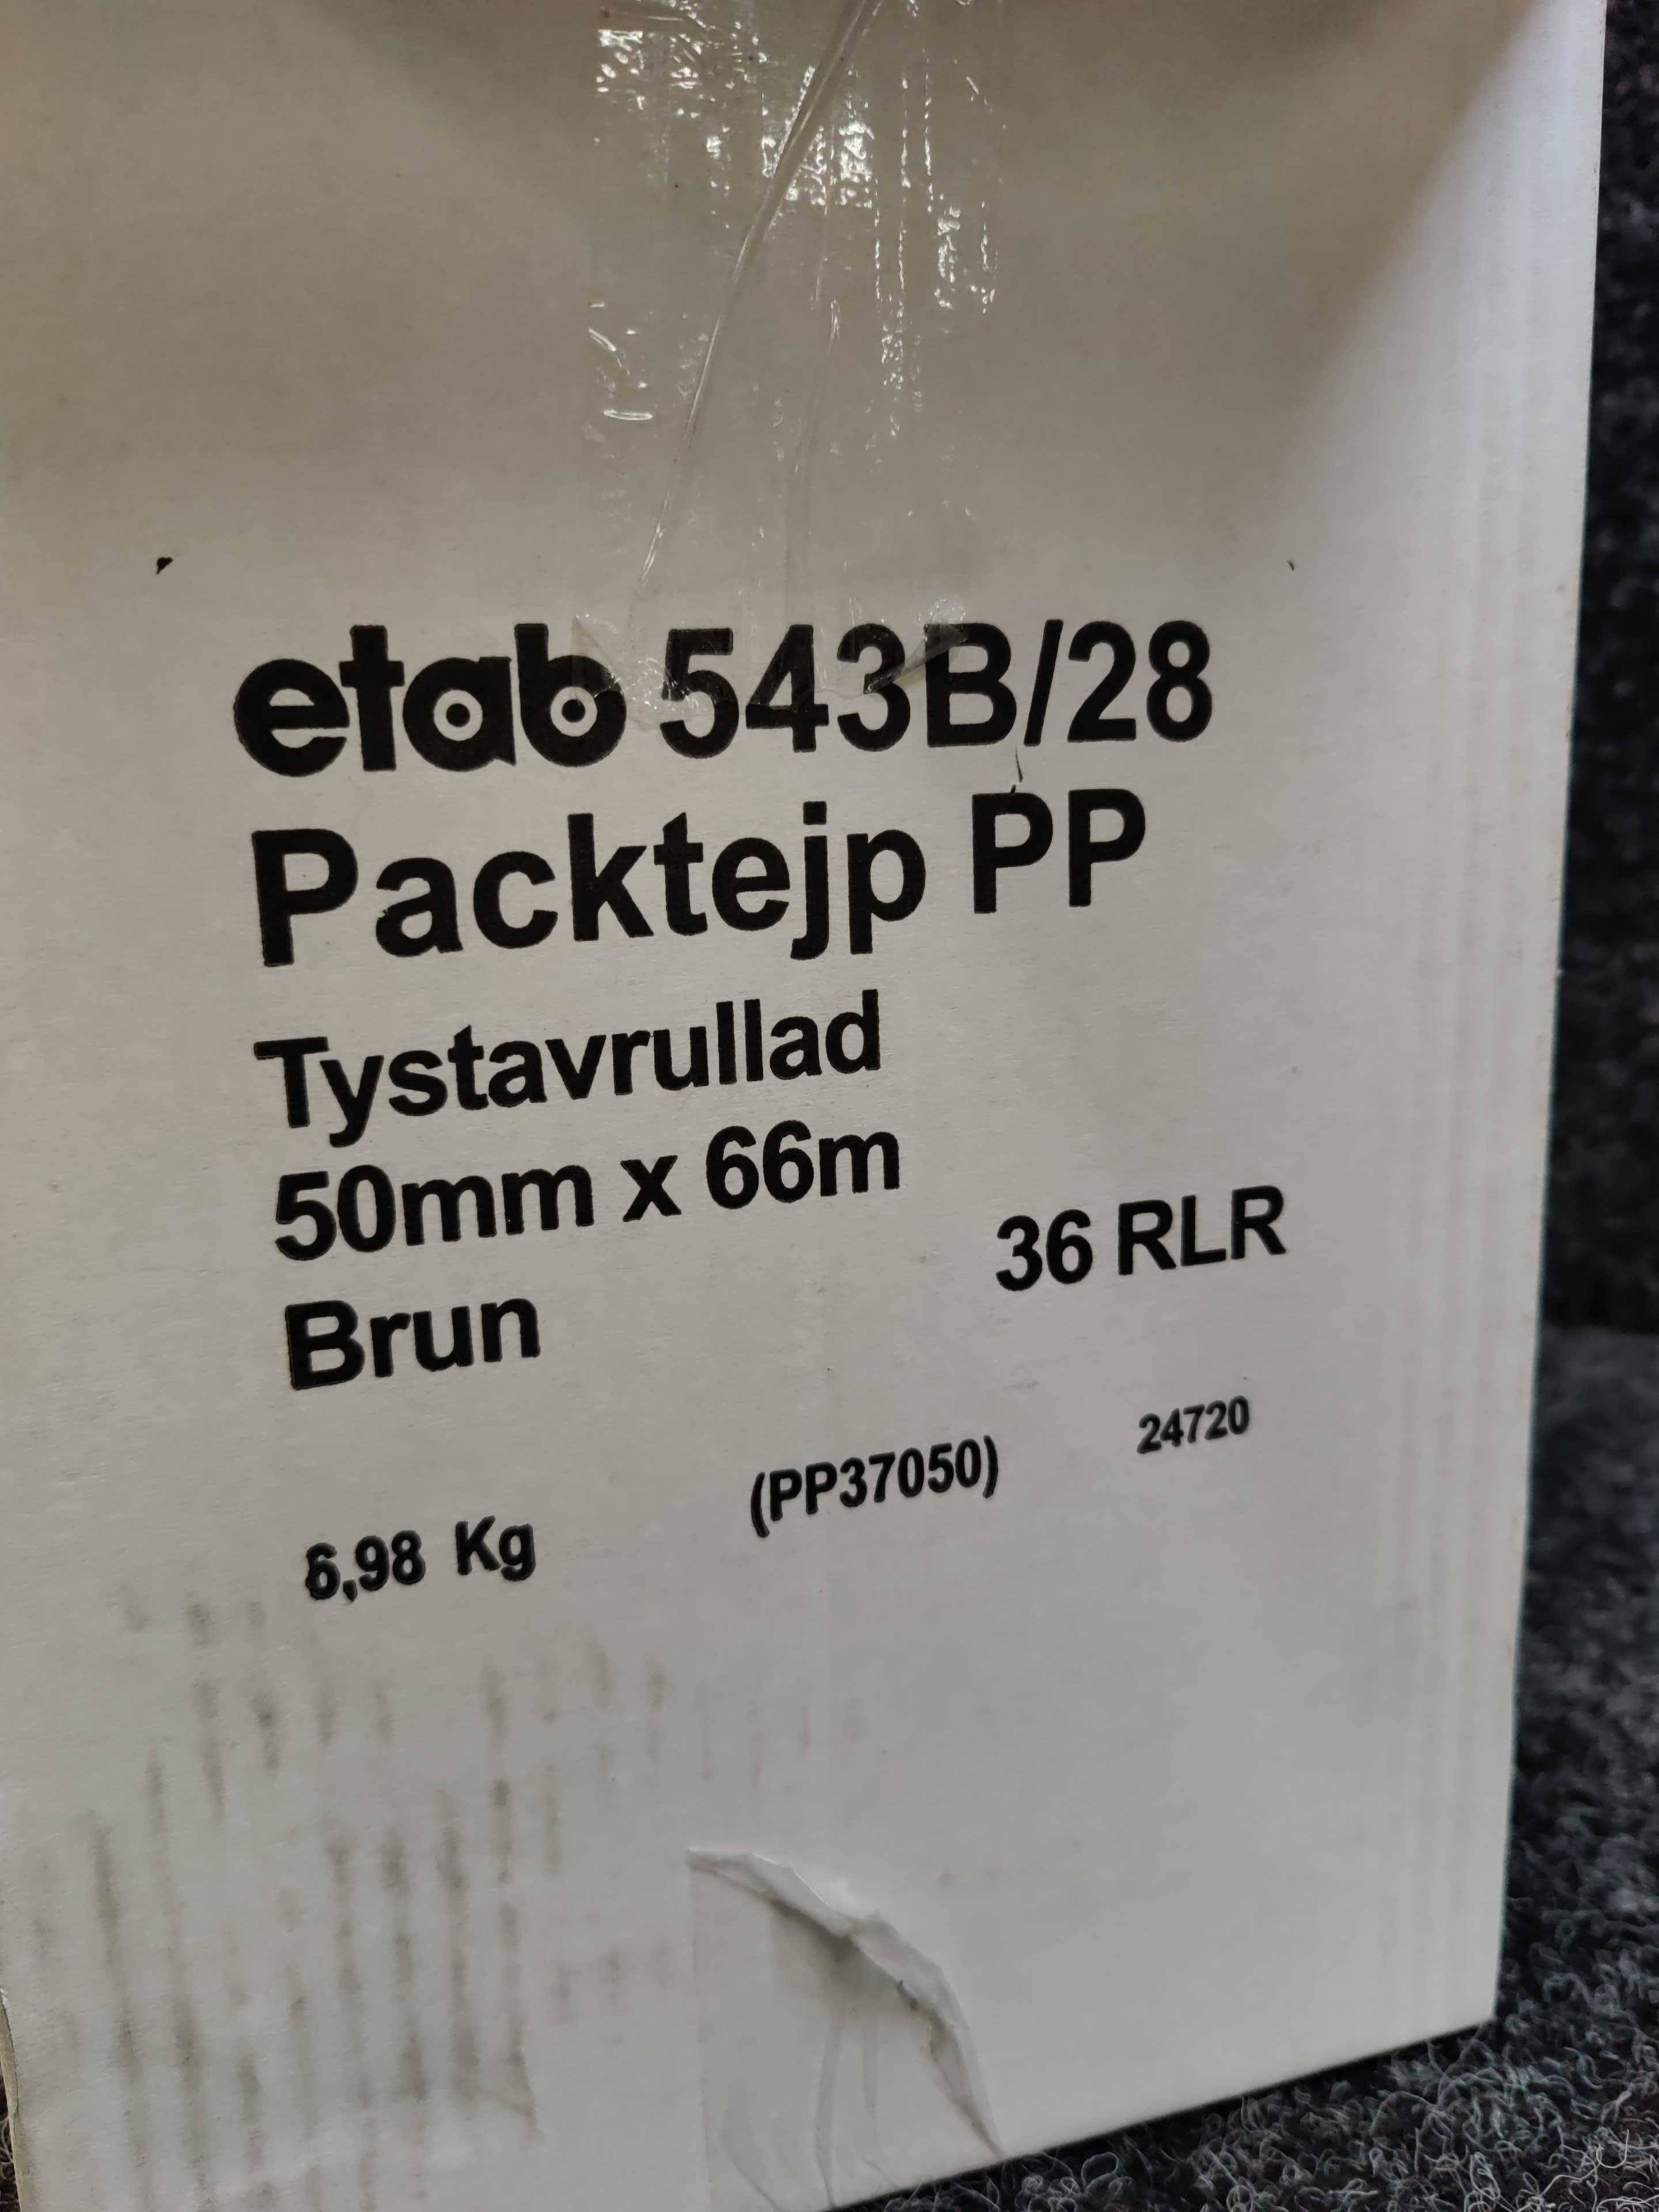 etab 543B/28
Packtejp PP
Tystavrullad
50mm x 66m
36 RLR
Brun
24720
(PP37050)
6,98 Kg